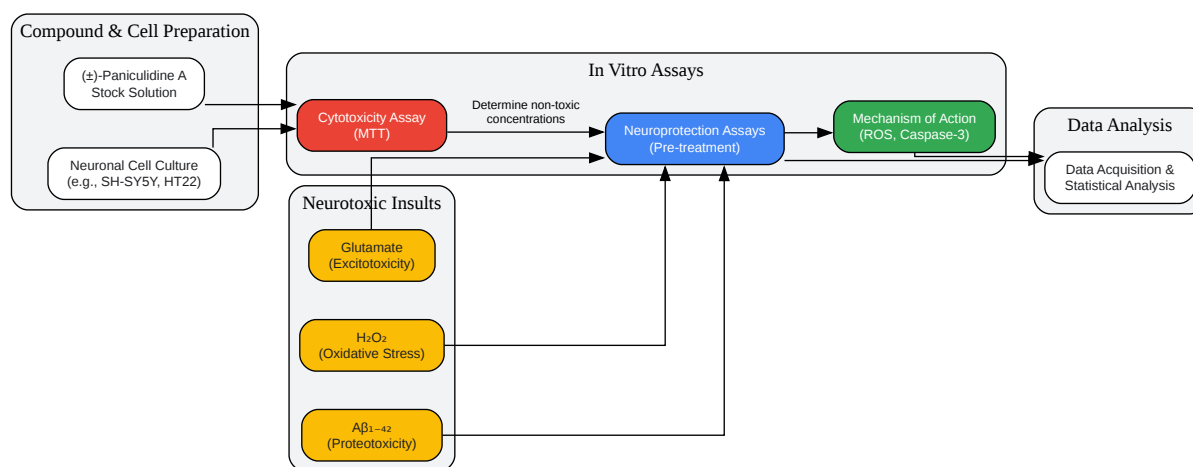 Compound & Cell Preparation
(±)-Paniculidine A
Stock Solution
Neuronal Cell Culture
(e.g., SH-SY5Y, HT22)
In Vitro Assays
Cytotoxicity Assay
(MTT)
Determine non-toxic
concentrations
Neuroprotection Assays
(Pre-treatment)
Mechanism of Action
(ROS, Caspase-3)
Data Analysis
Data Acquisition &
Statistical Analysis
Neurotoxic Insults
Glutamate
(Excitotoxicity)
H₂O₂
(Oxidative Stress)
Aβ₁₋₄₂
(Proteotoxicity)